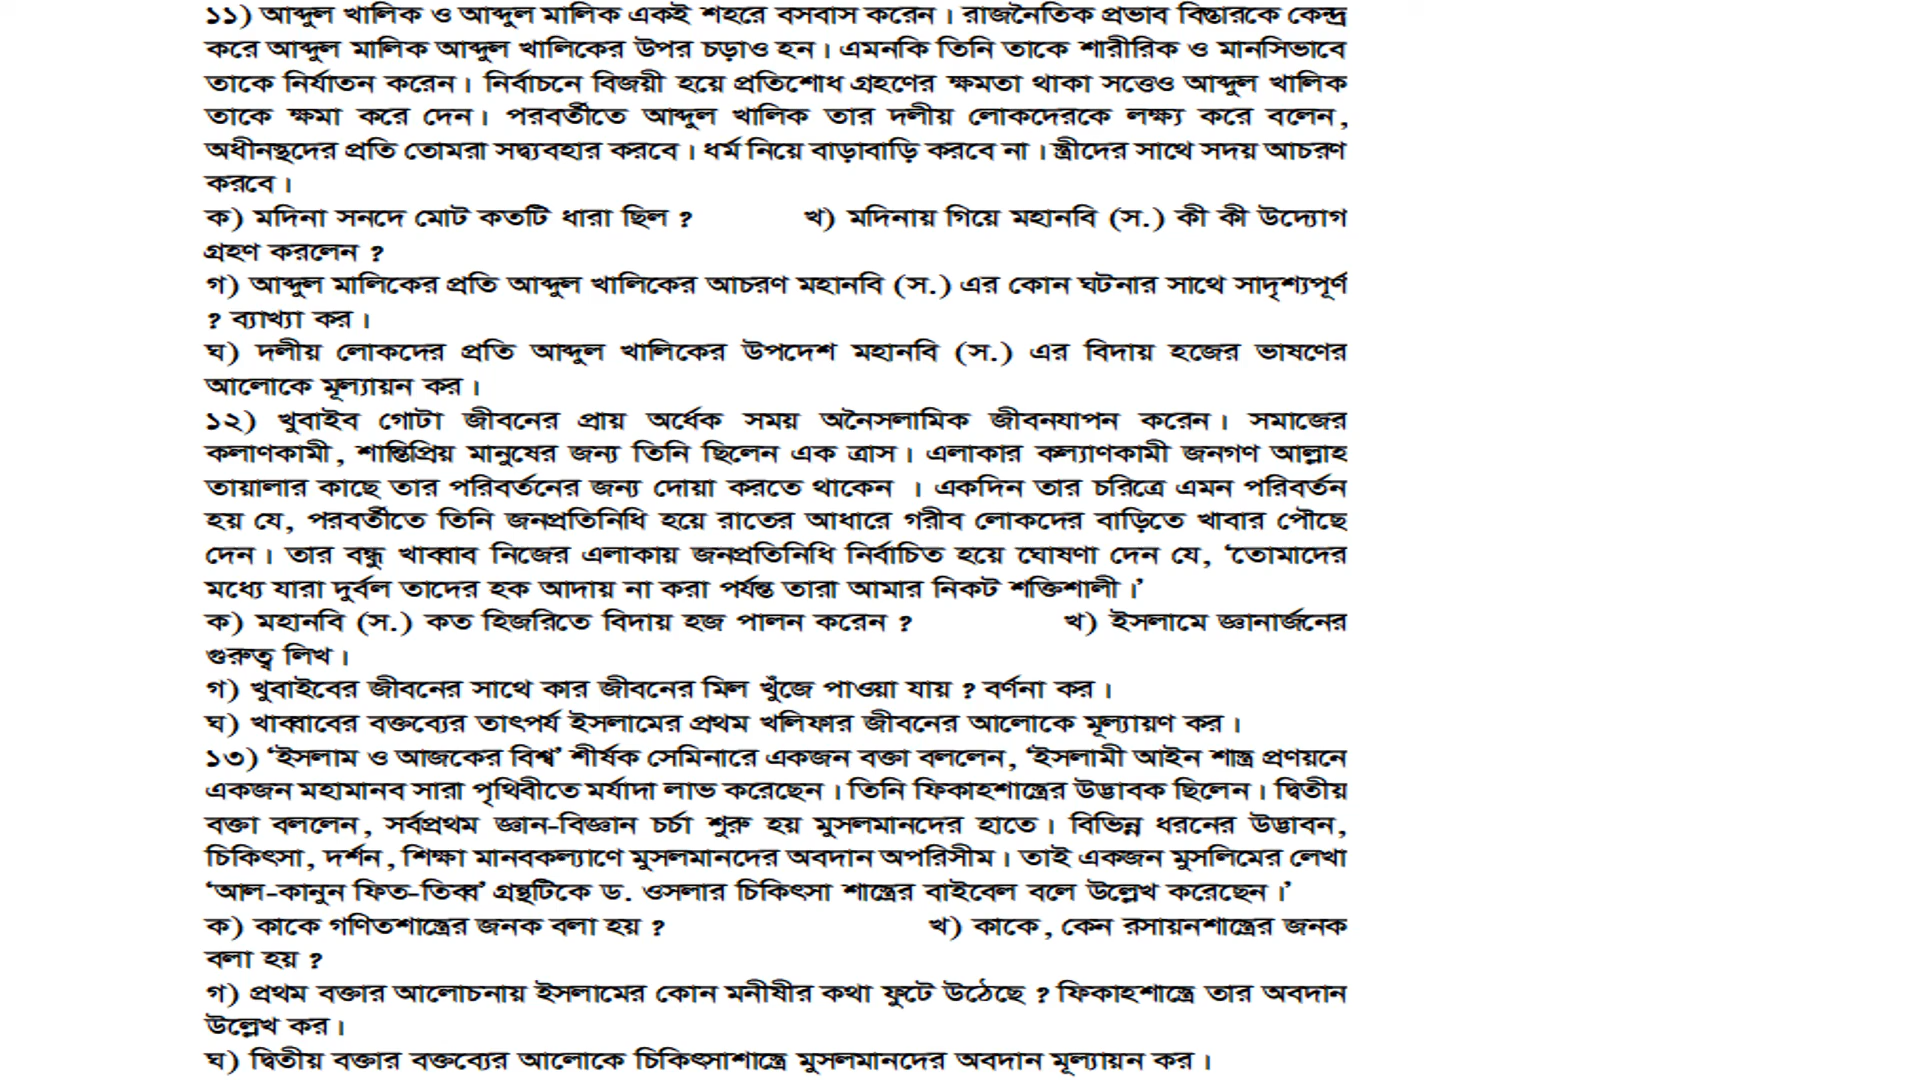 ১১) আব্দুল খালিক ও আব্দুল মালিক একই শহরে বসবাস করেন। রাজনৈতিক প্রভাব বিস্তারকে কেন্দ্র
করে আব্দুল মালিক আব্দুল খালিকের উপর চড়াও হন। এমনকি তিনি তাকে শারীরিক ও মানসিভাবে
তাকে নির্যাতন করেন। নির্বাচনে বিজয়ী হয়ে প্রতিশোধ গ্রহণের ক্ষমতা থাকা সত্তেও আব্দুল খালিক
তাকে ক্ষমা করে দেন। পরবর্তীতে আব্দুল খালিক তার দলীয় লোকদেরকে লক্ষ্য করে বলেন,
অধীনস্থদের প্রতি তোমরা সদ্ব্যবহার করবে। ধর্ম নিয়ে বাড়াবাড়ি করবে না। স্ত্রীদের সাথে সদয় আচরণ
করবে।
ক) মদিনা সনদে মোট কতটি ধারা ছিল ? খ) মদিনায় গিয়ে মহানবি (স.) কী কী উদ্যোগ
গ্রহণ করলেন ?
গ) আব্দুল মালিকের প্রতি আব্দুল খালিকের আচরণ মহানবি (স.) এর কোন ঘটনার সাথে সাদৃশ্যপূর্ণ
? ব্যাখ্যা কর।
ঘ) দলীয় লোকদের প্রতি আব্দুল খালিকের উপদেশ মহানবি (স.) এর বিদায় হজের ভাষণের
আলোকে মূল্যায়ন কর।
১২) খুবাইব গোটা জীবনের প্রায় অর্ধেক সময় অনৈসলামিক জীবনযাপন করেন। সমাজের
কলাণকামী, শান্তিপ্রিয় মানুষের জন্য তিনি ছিলেন এক ত্রাস। এলাকার কল্যাণকামী জনগণ আল্লাহ
তায়ালার কাছে তার পরিবর্তনের জন্য দোয়া করতে থাকেন । একদিন তার চরিত্রে এমন পরিবর্তন
হয় যে, পরবর্তীতে তিনি জনপ্রতিনিধি হয়ে রাতের আধারে গরীব লোকদের বাড়িতে খাবার পৌছে
দেন। তার বন্ধু খাব্বাব নিজের এলাকায় জনপ্রতিনিধি নির্বাচিত হয়ে ঘোষণা দেন যে, ‘তোমাদের
মধ্যে যারা দুর্বল তাদের হক আদায় না করা পর্যন্ত তারা আমার নিকট শক্তিশালী।’
ক) মহানবি (স.) কত হিজরিতে বিদায় হজ পালন করেন ? খ) ইসলামে জ্ঞানার্জনের
গুরুত্ব লিখ।
গ) খুবাইবের জীবনের সাথে কার জীবনের মিল খুঁজে পাওয়া যায় ? বর্ণনা কর।
ঘ) খাব্বাবের বক্তব্যের তাৎপর্য ইসলামের প্রথম খলিফার জীবনের আলোকে মূল্যায়ণ কর।
১৩) ‘ইসলাম ও আজকের বিশ্ব’ শীর্ষক সেমিনারে একজন বক্তা বললেন, ‘ইসলামী আইন শাস্ত্র প্রণয়নে
একজন মহামানব সারা পৃথিবীতে মর্যাদা লাভ করেছেন। তিনি ফিকাহশাস্ত্রের উদ্ভাবক ছিলেন। দ্বিতীয়
বক্তা বললেন, সর্বপ্রথম জ্ঞান-বিজ্ঞান চর্চা শুরু হয় মুসলমানদের হাতে। বিভিন্ন ধরনের উদ্ভাবন,
চিকিৎসা, দর্শন, শিক্ষা মানবকল্যাণে মুসলমানদের অবদান অপরিসীম। তাই একজন মুসলিমের লেখা
‘আল-কানুন ফিত-তিব্ব’ গ্রন্থটিকে ড. ওসলার চিকিৎসা শাস্ত্রের বাইবেল বলে উল্লেখ করেছেন।’
ক) কাকে গণিতশাস্ত্রের জনক বলা হয় ? খ) কাকে, কেন রসায়নশাস্ত্রের জনক
বলা হয় ?
গ) প্রথম বক্তার আলোচনায় ইসলামের কোন মনীষীর কথা ফুটে উঠেছে ? ফিকাহশাস্ত্রে তার অবদান
উল্লেখ কর।
ঘ) দ্বিতীয় বক্তার বক্তব্যের আলোকে চিকিৎসাশাস্ত্রে মুসলমানদের অবদান মূল্যায়ন কর।